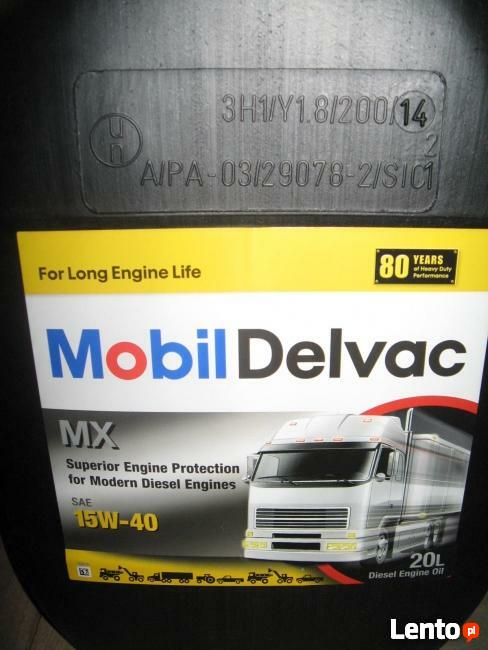 3H1/Y1.8/200/14
2
un
A/PA-03/29078-2/S/C1
For Long Engine Life
80 YEARS
of Heavy Duty
Performance
Mobil Delvac
MX
Superior Engine Protection
for Modern Diesel Engines
SAE
15W-40
20L
Diesel Engine Oil
Lento pl